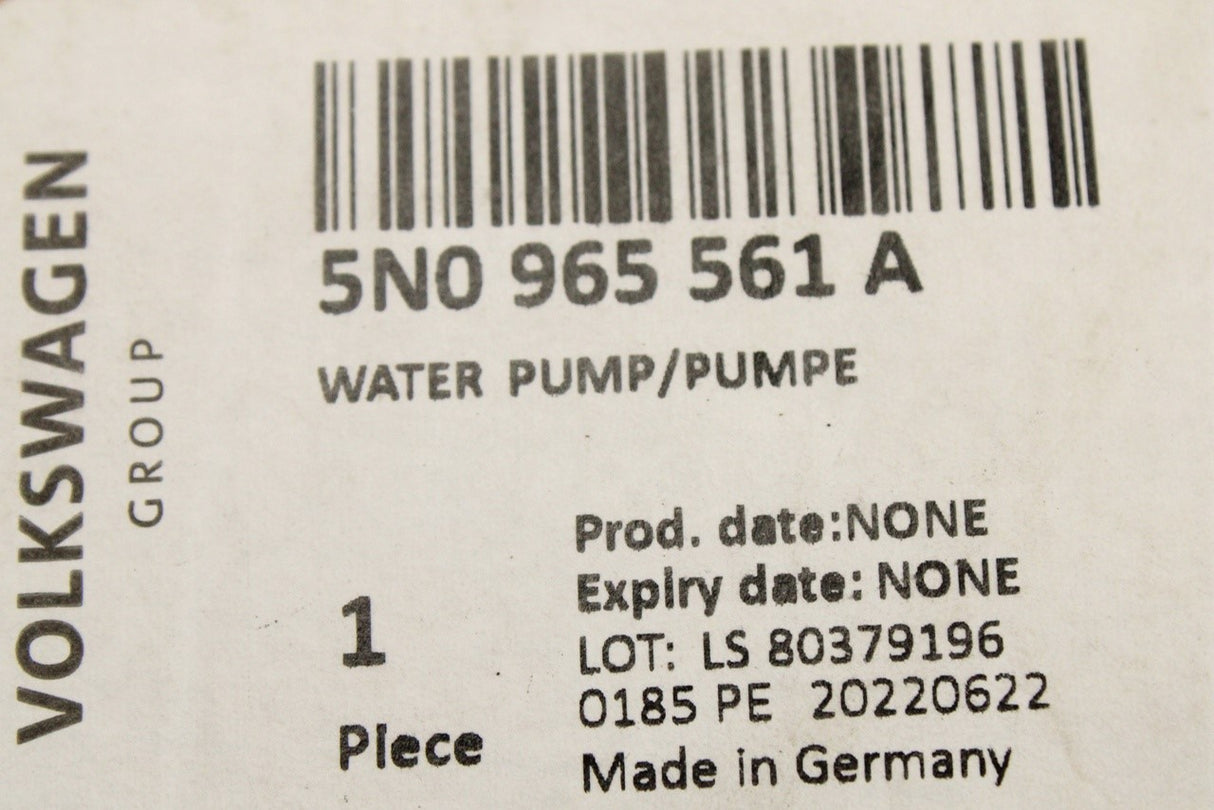 VOLKSWAGEN
GROUP
5N0 965 561 A
WATER PUMP/PUMPE
1
Piece
Prod. date:NONE
Expiry date: NONE
LOT: LS 80379196
0185 PE 20220622
Made in Germany